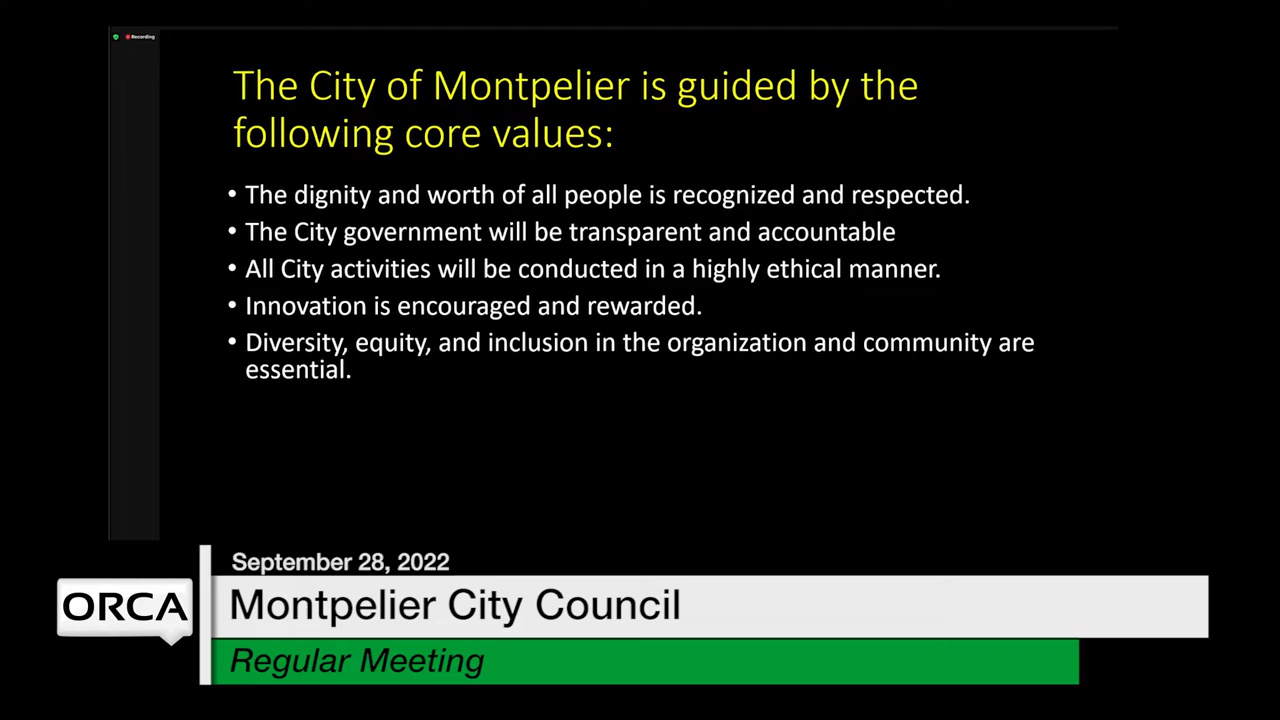 Recording
The City of Montpelier is guided by the
following core values:
• The dignity and worth of all people is recognized and respected.
• The City government will be transparent and accountable
• All City activities will be conducted in a highly ethical manner.
• Innovation is encouraged and rewarded.
• Diversity, equity, and inclusion in the organization and community are
essential.
September 28, 2022
ORCA
Montpelier City Council
Regular Meeting